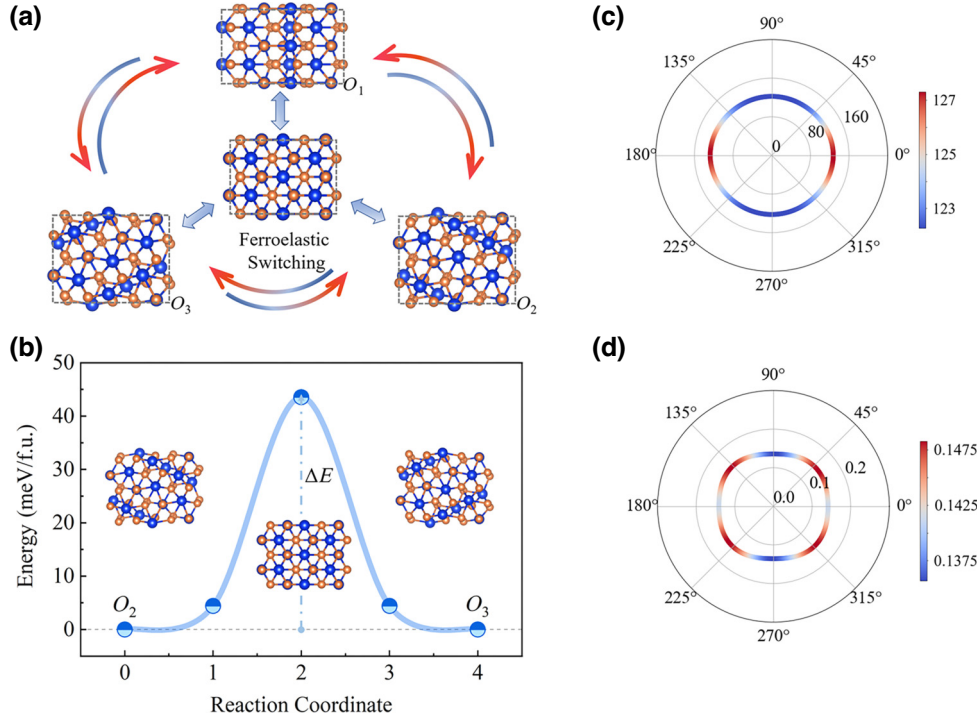 (a)
O1
Ferroelastic
Switching
O3
O2
(b)
50
40
30
20
10
0
Energy (meV/f.u.)
ΔE
O2
O3
0 1 2 3 4
Reaction Coordinate
(c)
90°
135° 45°
160
80
0
180° 0°
225° 315°
270°
127
125
123
(d)
90°
135° 45°
0.2
0.1
0.0
180° 0°
225° 315°
270°
0.1475
0.1425
0.1375